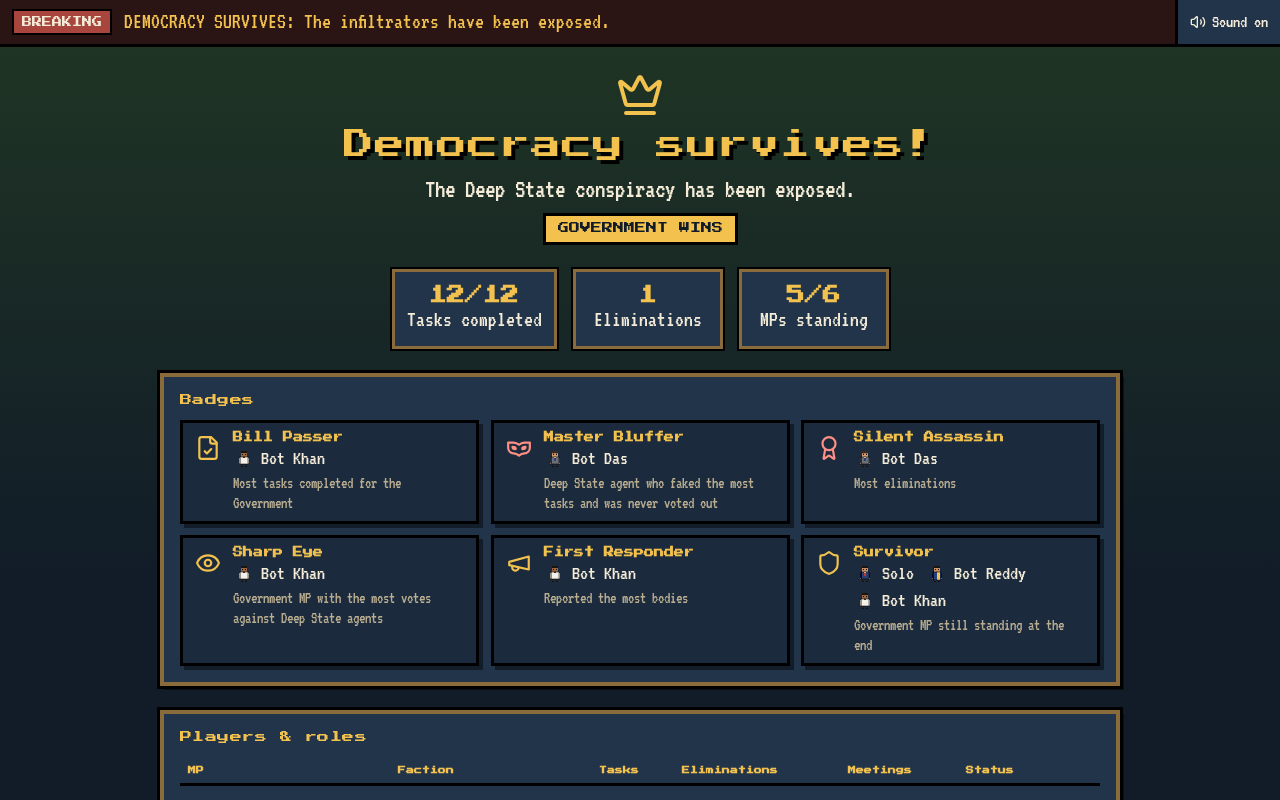 BREAKING DEMOCRACY SURVIVES: The infiltrators have been exposed.
Sound on
Democracy survives!
The Deep State conspiracy has been exposed.
GOVERNMENT WINS
12/12
Tasks completed
1
Eliminations
5/6
MPs standing
Badges
Bill Passer
Bot Khan
Most tasks completed for the
Government
Master Bluffer
Bot Das
Deep State agent who faked the most
tasks and was never voted out
Silent Assassin
Bot Das
Most eliminations
Sharp Eye
Bot Khan
Government MP with the most votes
against Deep State agents
First Responder
Bot Khan
Reported the most bodies
Survivor
Solo Bot Reddy
Bot Khan
Government MP still standing at the
end
Players & roles
MP Faction Tasks Eliminations Meetings Status